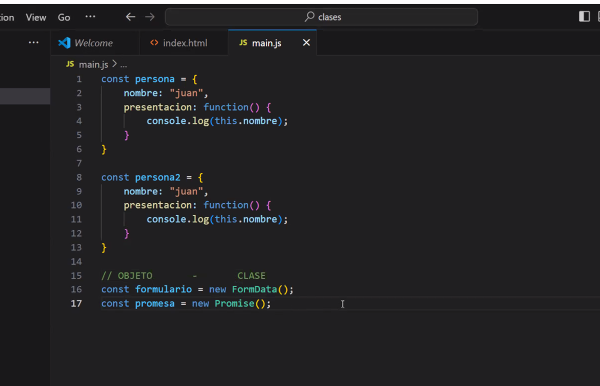 ion View Go ··· ← → clases
··· Welcome <> index.html JS main.js ×
JS main.js > ...
1 const persona = {
2     nombre: "juan",
3     presentacion: function() {
4         console.log(this.nombre);
5     }
6 }
7
8 const persona2 = {
9     nombre: "juan",
10     presentacion: function() {
11         console.log(this.nombre);
12     }
13 }
14
15 // OBJETO       -       CLASE
16 const formulario = new FormData();
17 const promesa = new Promise();